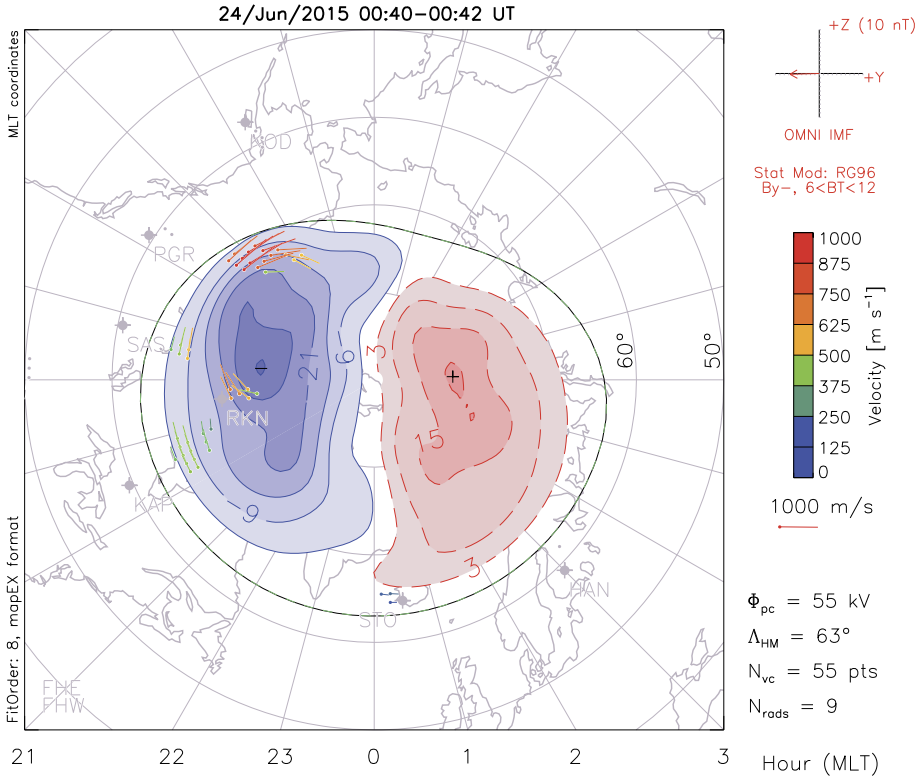 24/Jun/2015 00:40-00:42 UT
MLT coordinates
+Z (10 nT)
+Y
OMNI IMF
Stat Mod: RG96
By-, 6<BT<12
1000
875
750
625
500
375
250
125
0
Velocity [m s⁻¹]
1000 m/s
KOD
PGR
SAS
RKN
KAP
STO
HAN
FHE
FHW
60°
50°
21
6
9
3
15
3
Φpc = 55 kV
ΛHM = 63°
Nvc = 55 pts
Nrads = 9
FitOrder: 8, mapEX format
21 22 23 0 1 2 3
Hour (MLT)